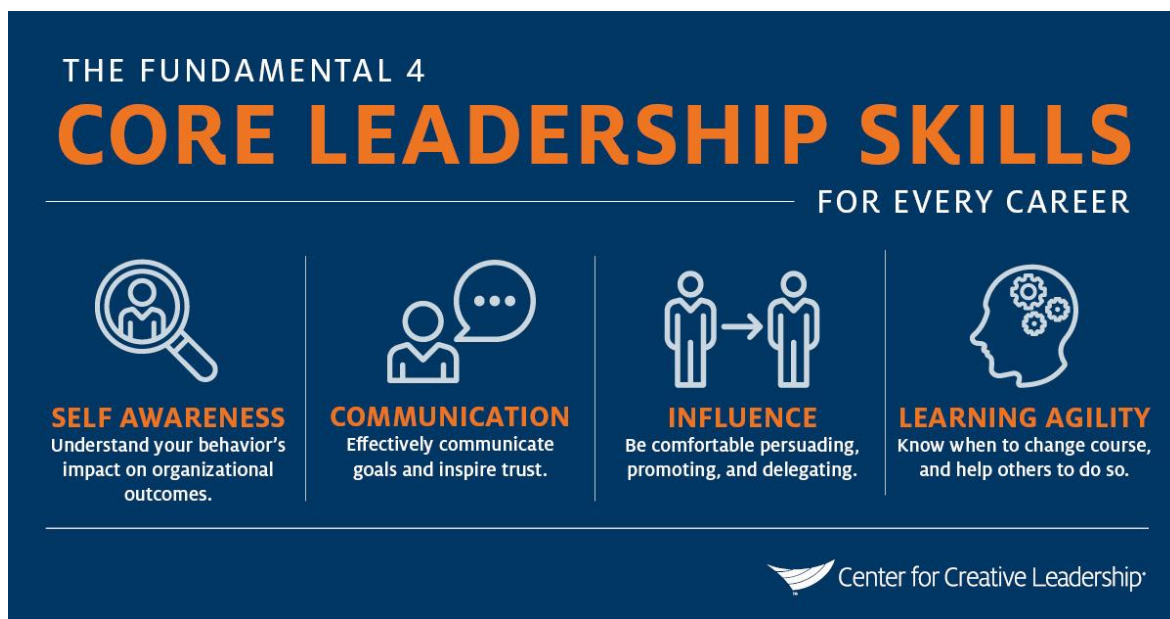 THE FUNDAMENTAL 4
CORE LEADERSHIP SKILLS
FOR EVERY CAREER
SELF AWARENESS
Understand your behavior's
impact on organizational
outcomes.
COMMUNICATION
Effectively communicate
goals and inspire trust.
INFLUENCE
Be comfortable persuading,
promoting, and delegating.
LEARNING AGILITY
Know when to change course,
and help others to do so.
Center for Creative Leadership®